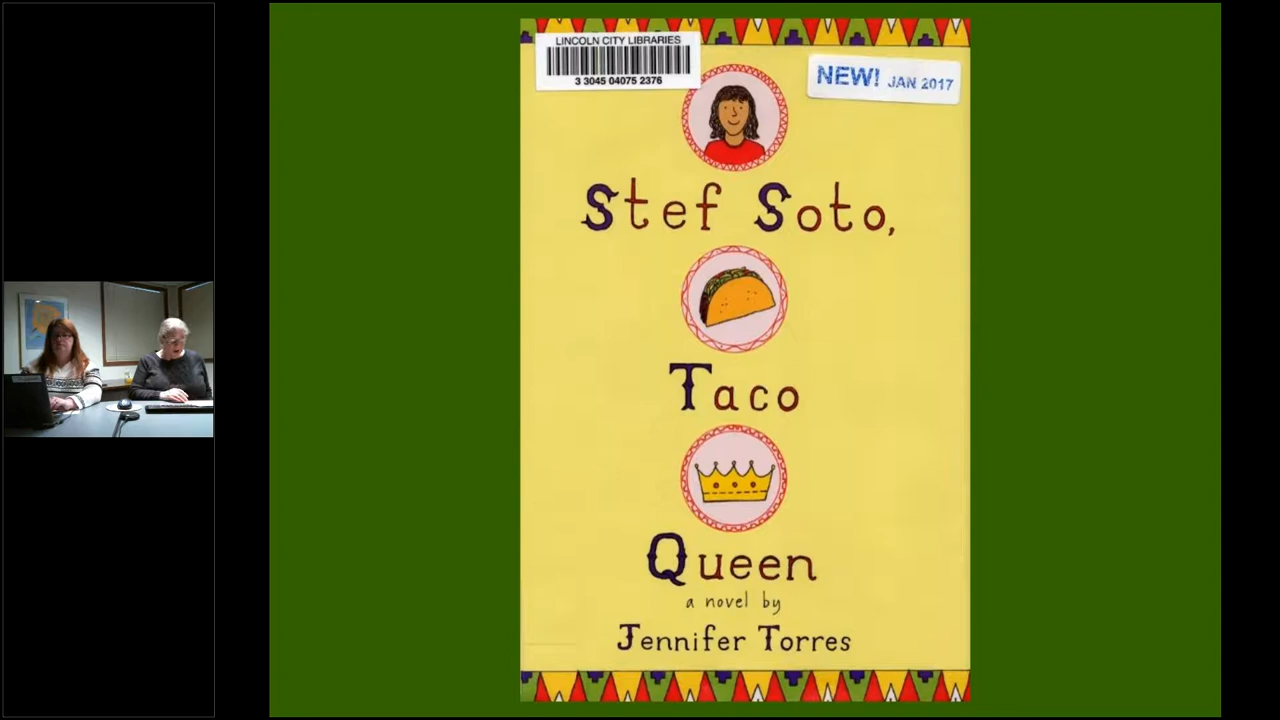 LINCOLN CITY LIBRARIES
3 3045 04075 2376
NEW! JAN 2017
Stef Soto,
Taco
Queen
a novel by
Jennifer Torres